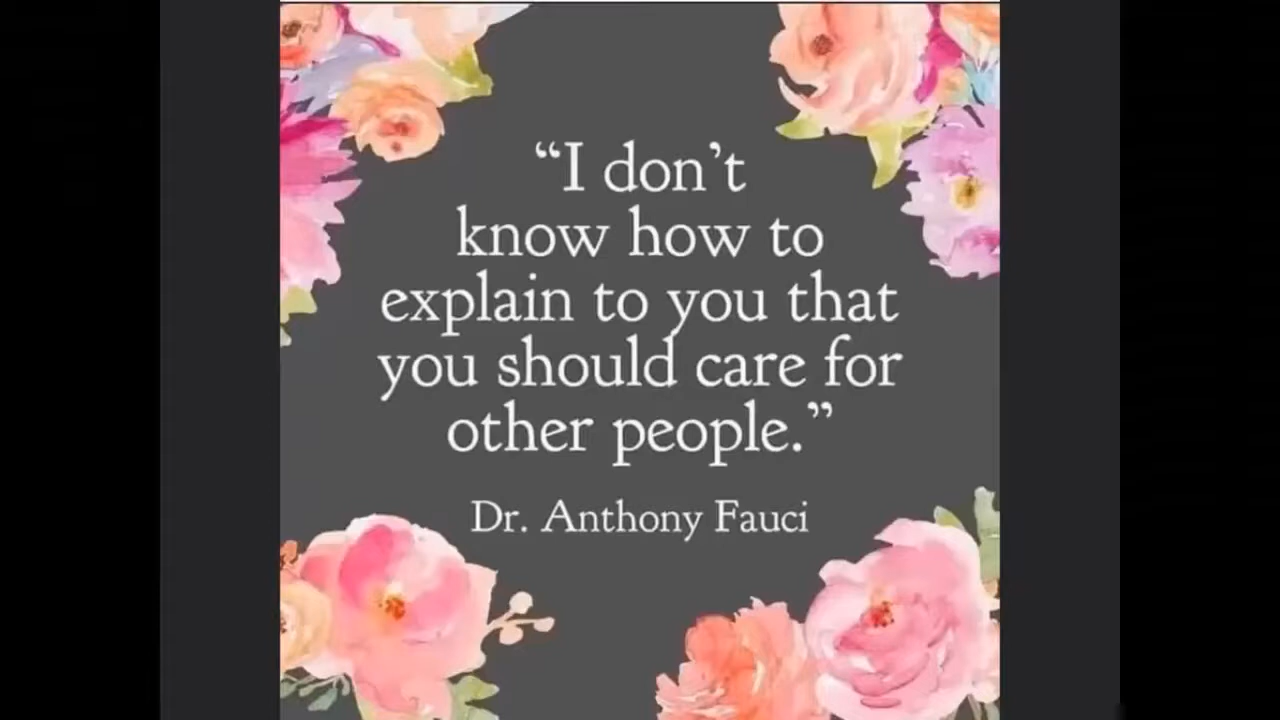 “I don’t
know how to
explain to you that
you should care for
other people.”
Dr. Anthony Fauci